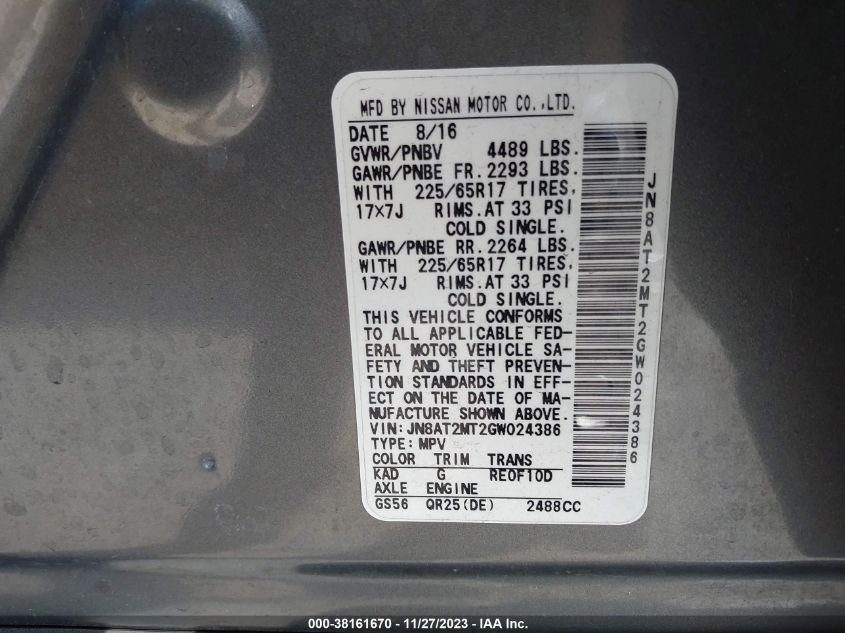 MFD BY NISSAN MOTOR CO.,LTD.
DATE 8/16
GVWR/PNBV 4489 LBS.
GAWR/PNBE FR. 2293 LBS.
WITH 225/65R17 TIRES,
17×7J RIMS.AT 33 PSI
COLD SINGLE.
GAWR/PNBE RR. 2264 LBS.
WITH 225/65R17 TIRES,
17×7J RIMS.AT 33 PSI
COLD SINGLE.
THIS VEHICLE CONFORMS
TO ALL APPLICABLE FED-
ERAL MOTOR VEHICLE SA-
FETY AND THEFT PREVEN-
TION STANDARDS IN EFF-
ECT ON THE DATE OF MA-
NUFACTURE SHOWN ABOVE.
VIN:JN8AT2MT2GW024386
TYPE:MPV
COLOR TRIM TRANS
KAD G RE0F10D
AXLE ENGINE
GS56 QR25(DE) 2488CC
JN8AT2MT2GW024386
000-38161670 - 11/27/2023 - IAA Inc.